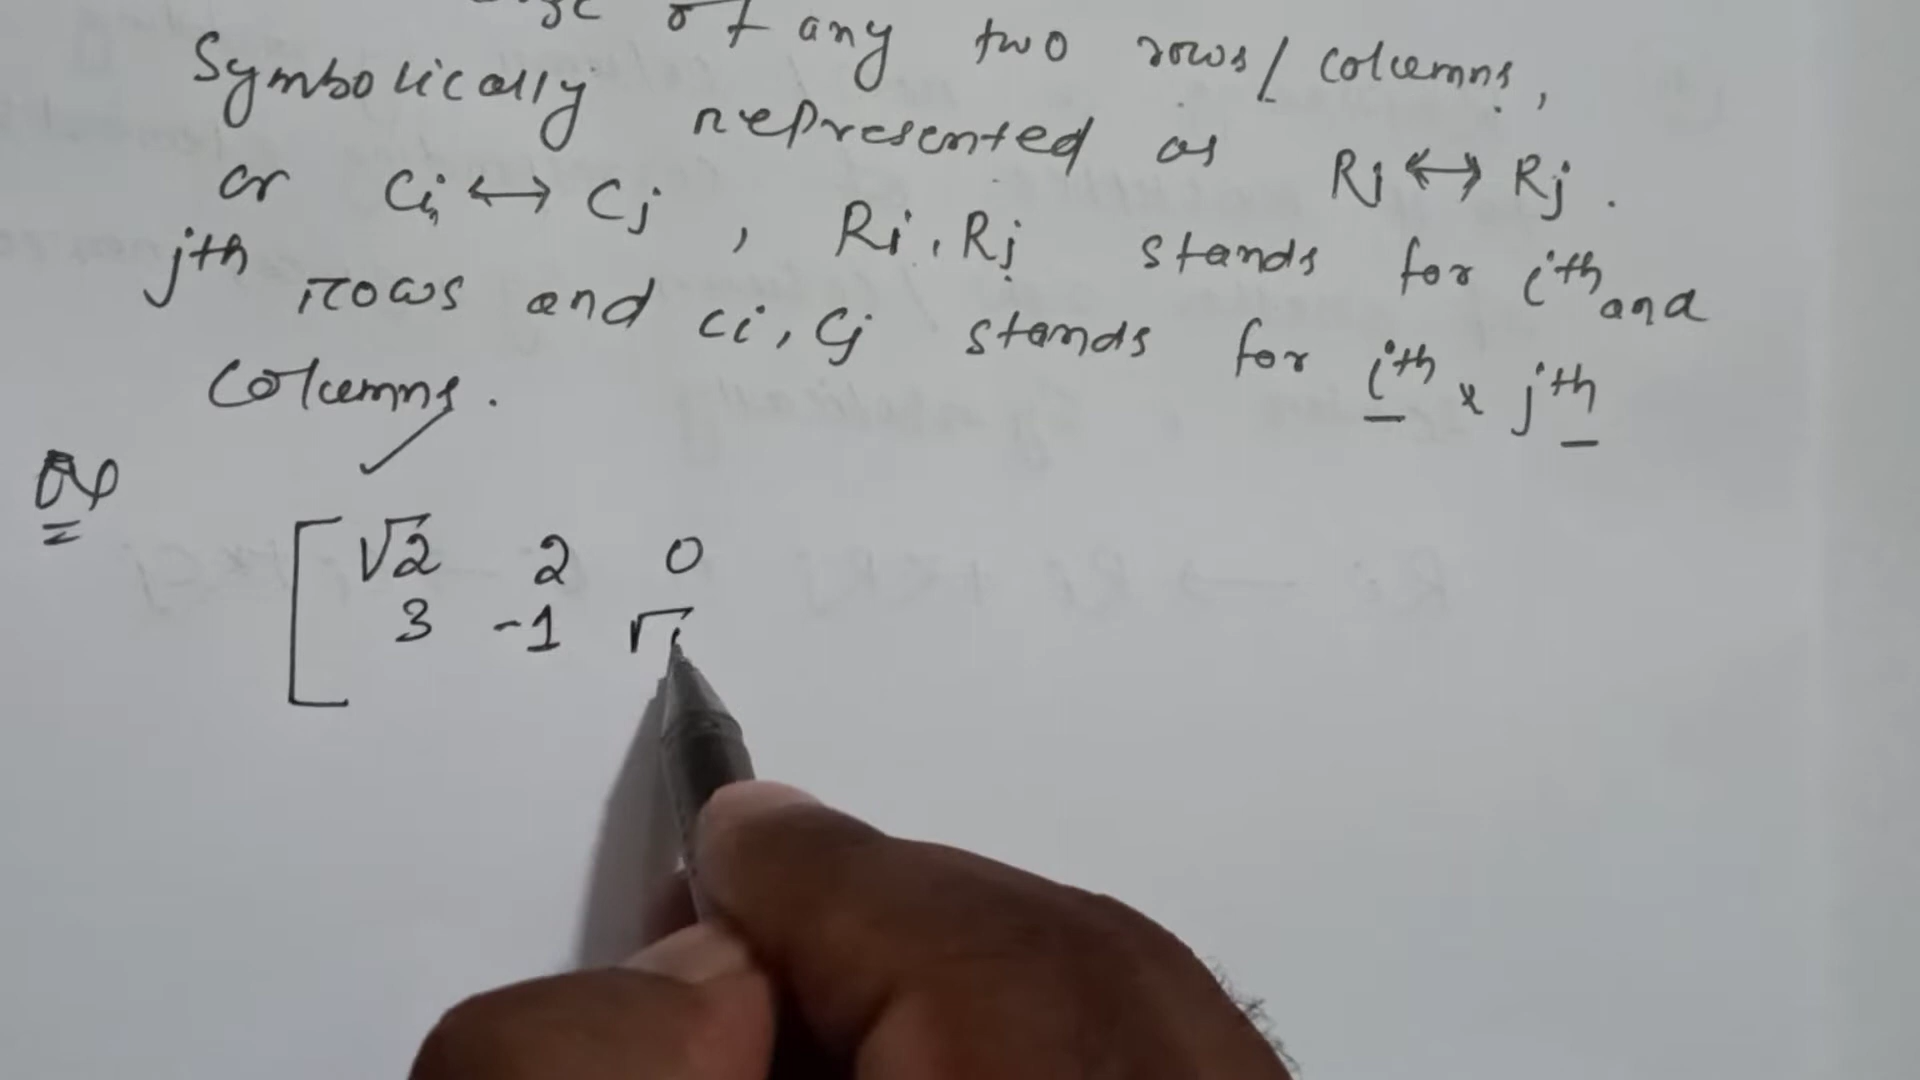 of any two rows / columns,
Symbolically represented as Ri ↔ Rj .
or Ci ↔ Cj , Ri, Rj stands for ith and
jth rows and ci, Cj stands for ith & jth
Columns.
√2 2 0
3 -1 √